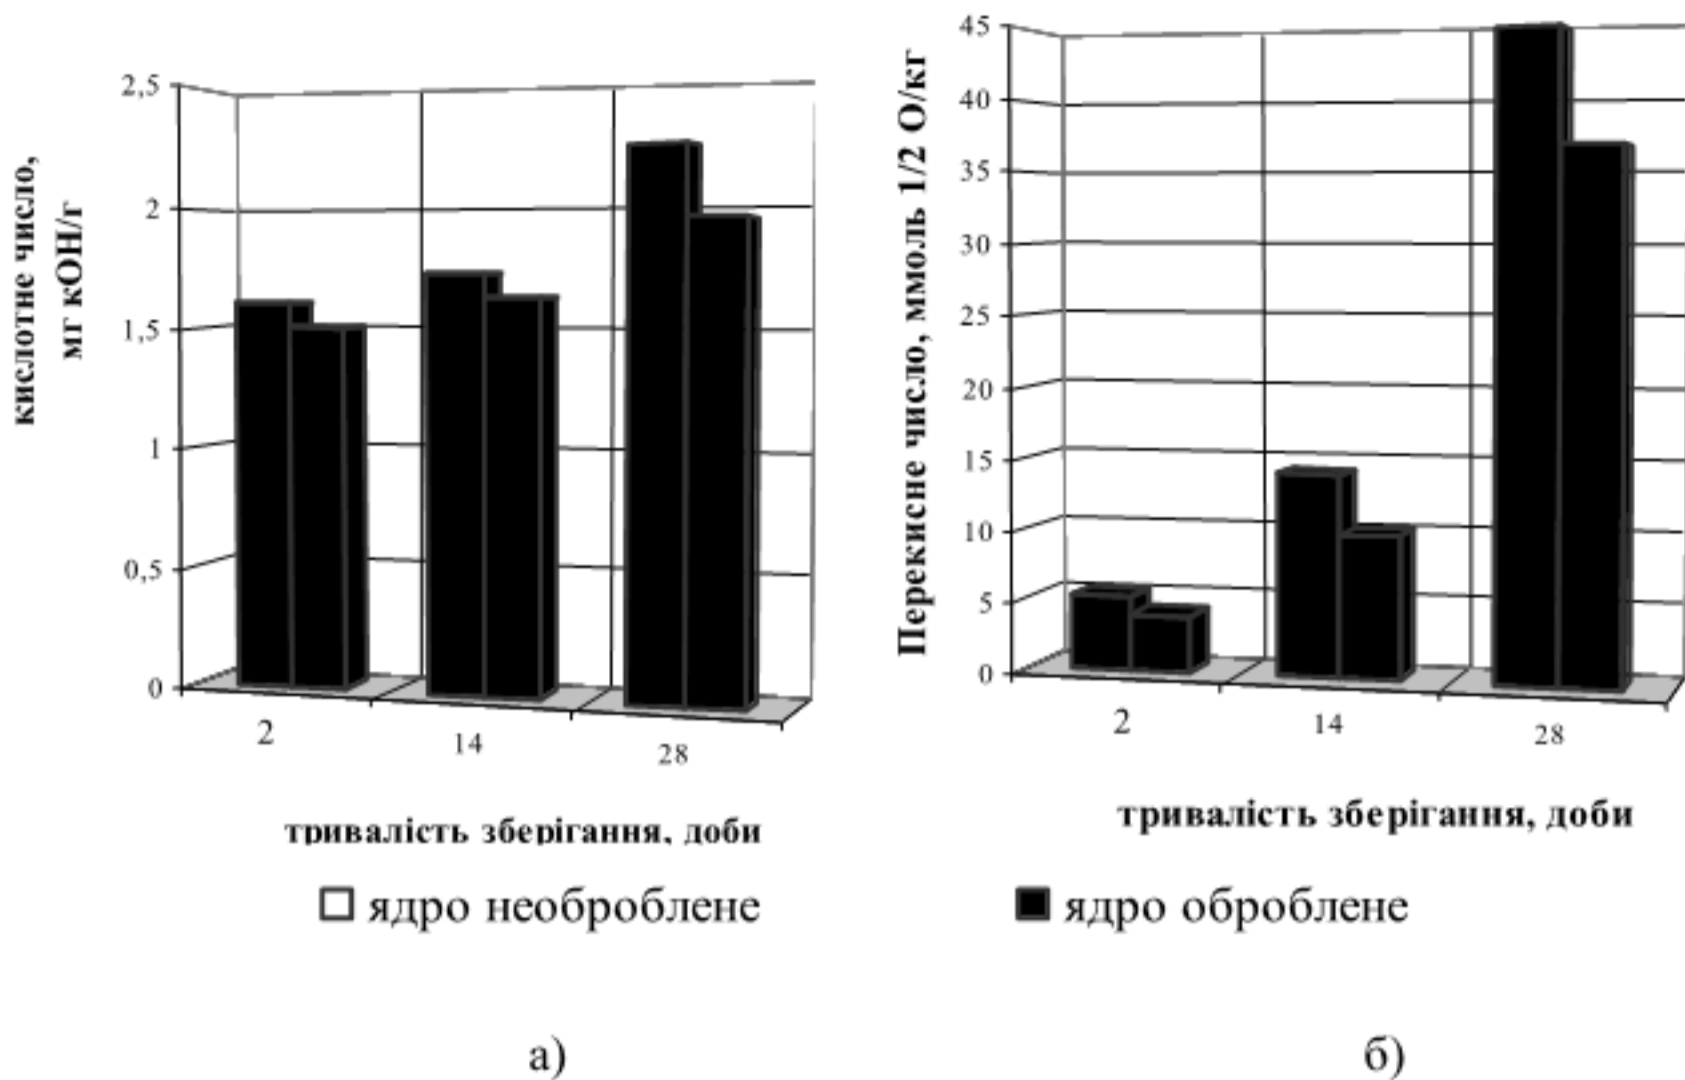 кислотне число,
мг кОН/г
2,5
2
1,5
1
0,5
0
2
14
28
тривалість зберігання, доби
Перекисне число, ммоль 1/2 О/кг
45
40
35
30
25
20
15
10
5
0
2
14
28
тривалість зберігання, доби
ядро необроблене
ядро оброблене
а)
б)